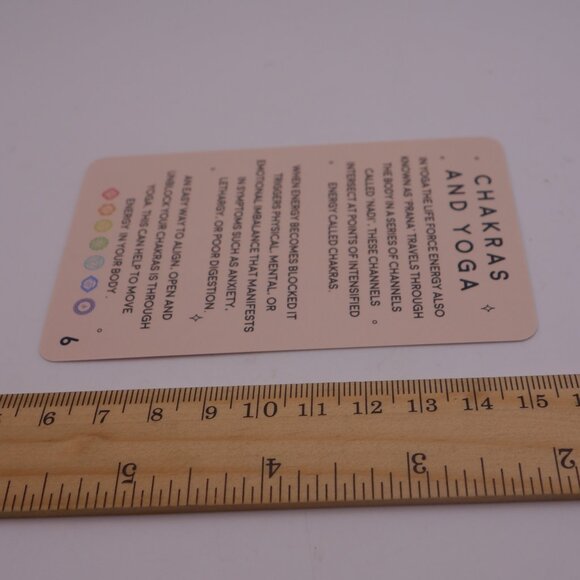 CHAKRAS
AND YOGA
IN YOGA THE LIFE FORCE ENERGY, ALSO
KNOWN AS 'PRANA' TRAVELS THROUGH
THE BODY IN A SERIES OF CHANNELS
CALLED 'NADI'. THESE CHANNELS
INTERSECT AT POINTS OF INTENSIFIED
ENERGY CALLED CHAKRAS.
WHEN ENERGY BECOMES BLOCKED IT
TRIGGERS PHYSICAL, MENTAL, OR
EMOTIONAL IMBALANCE THAT MANIFESTS
IN SYMPTOMS SUCH AS ANXIETY,
LETHARGY, OR POOR DIGESTION.
AN EASY WAY TO ALIGN, OPEN AND
UNBLOCK YOUR CHAKRAS IS THROUGH
YOGA. THIS CAN HELP TO MOVE
ENERGY IN YOUR BODY.
6
6 7 8 9 10 11 12 13 14 15
5 4 3 2